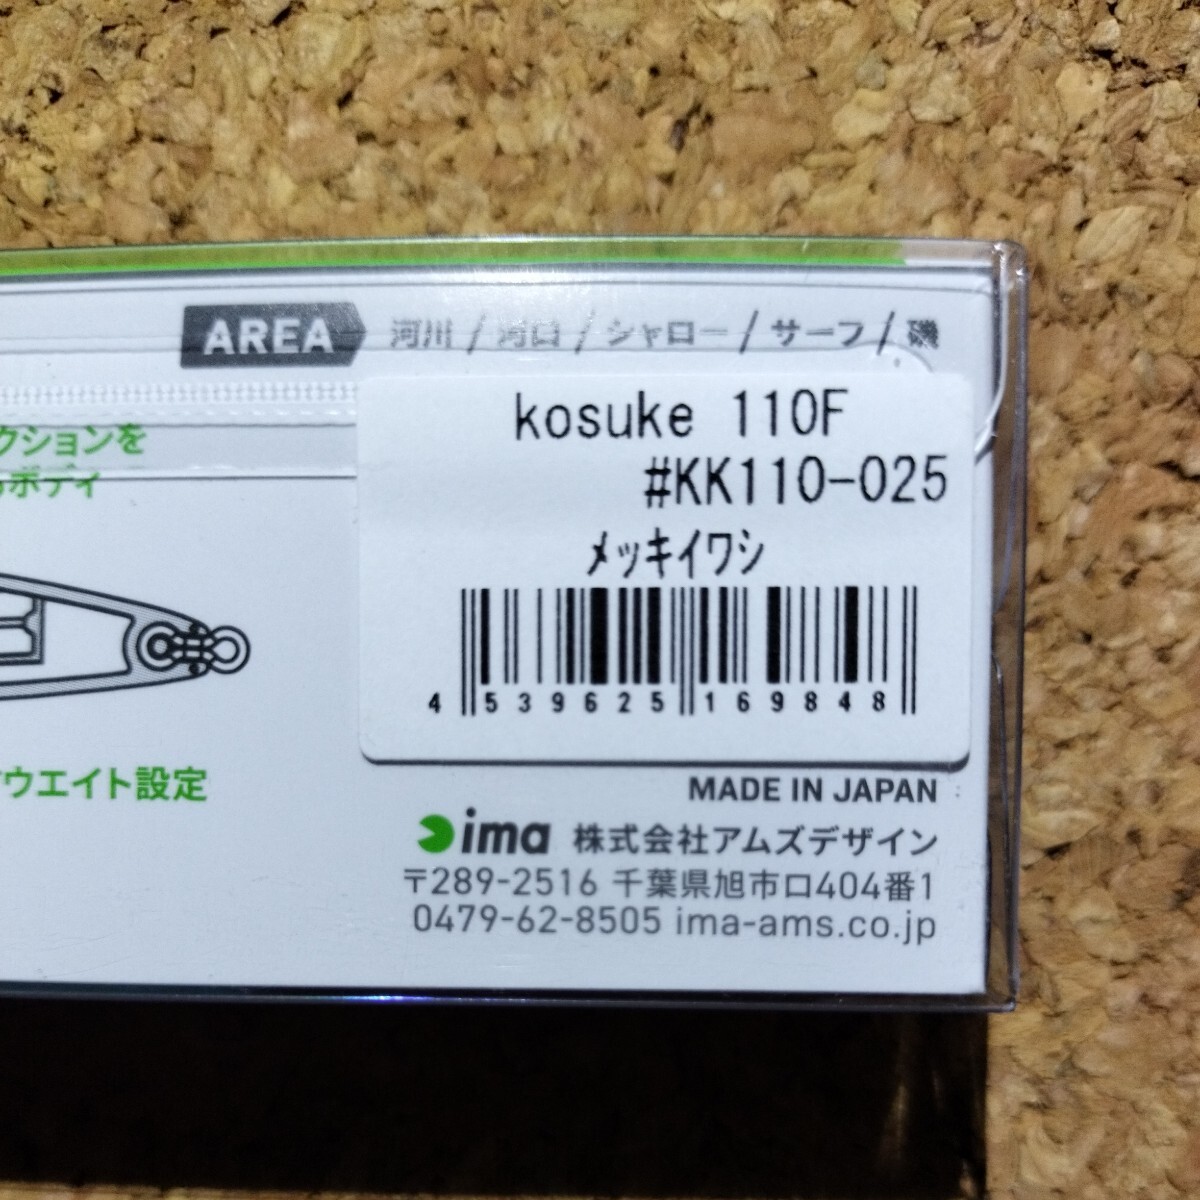 AREA 河川 / 河口 / シャロー / サーフ / 磯
kosuke 110F
#KK110-025
メッキイワシ
クションを
ボディ
4 539625 169848
ウエイト設定
MADE IN JAPAN
ima 株式会社アムズデザイン
〒289-2516 千葉県旭市口404番1
0479-62-8505 ima-ams.co.jp